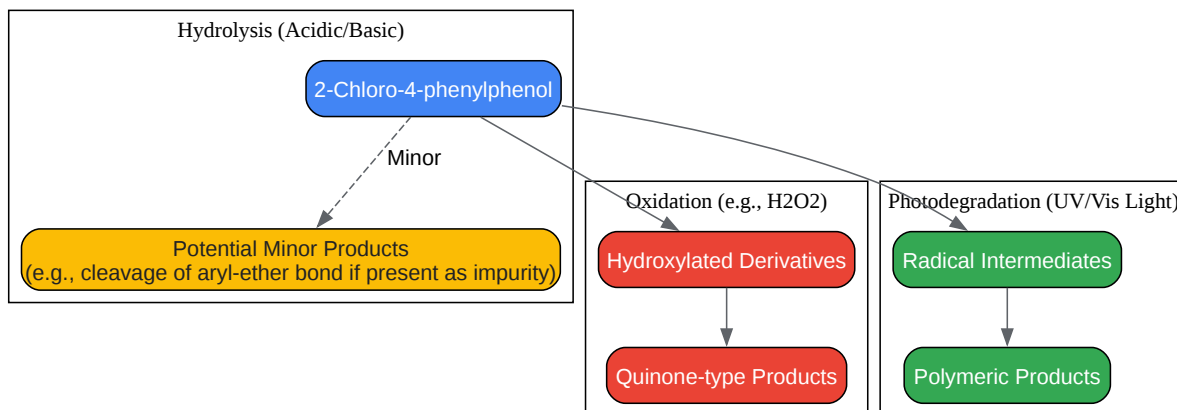 Hydrolysis (Acidic/Basic)
2-Chloro-4-phenylphenol
Minor
Oxidation (e.g., H2O2)
Photodegradation (UV/Vis Light)
Potential Minor Products
(e.g., cleavage of aryl-ether bond if present as impurity)
Hydroxylated Derivatives
Radical Intermediates
Quinone-type Products
Polymeric Products